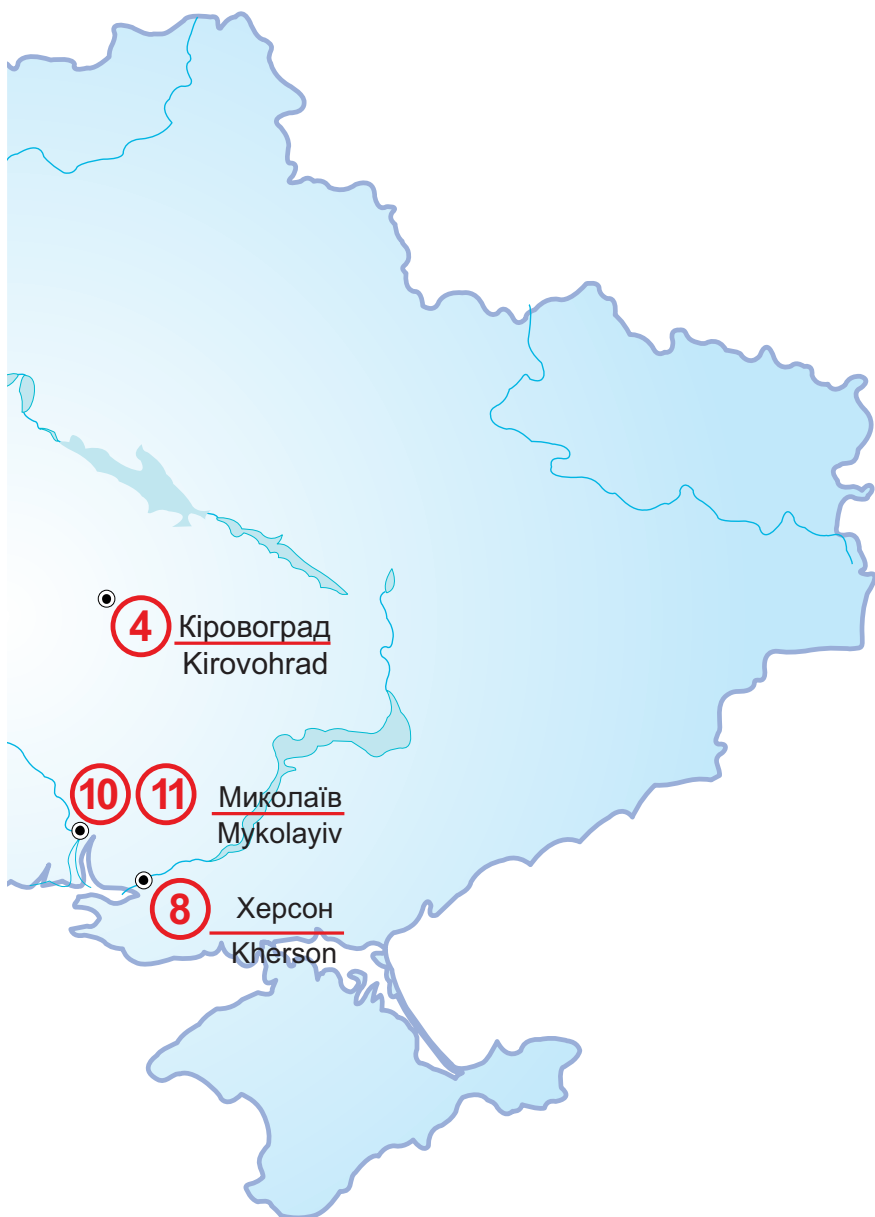 4 Кіровоград
Kirovohrad
10 11 Миколаїв
Mykolayiv
8 Херсон
Kherson